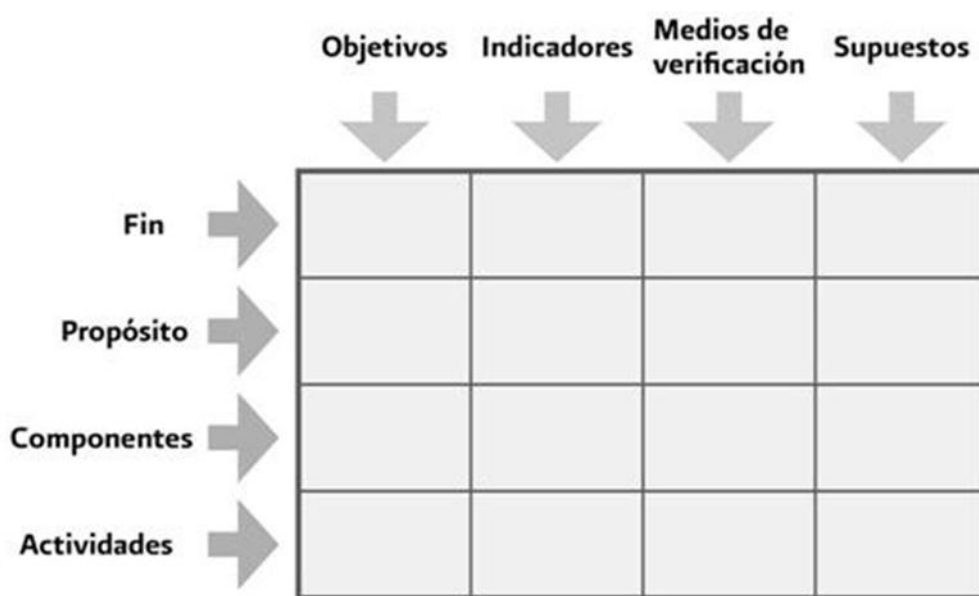 Objetivos
Indicadores
Medios de
verificación
Supuestos
Fin
Propósito
Componentes
Actividades